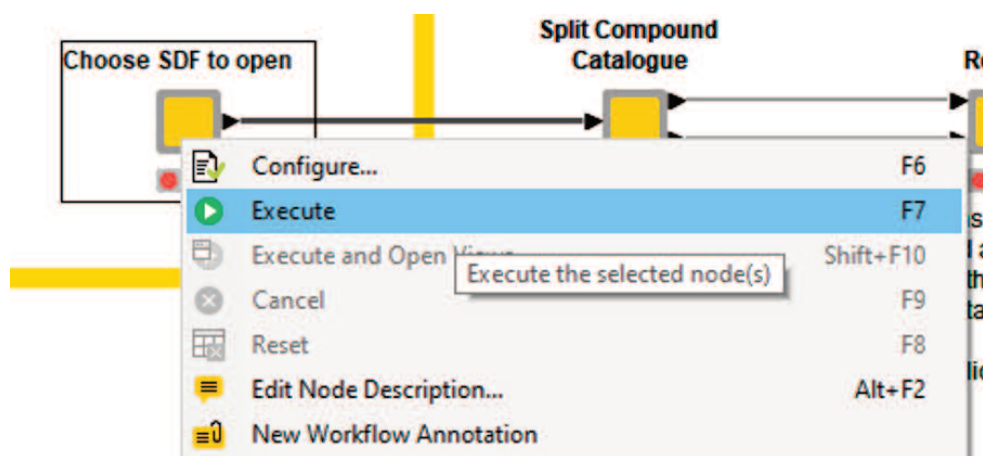 Choose SDF to open
Split Compound
Catalogue
Configure... F6
Execute F7
Execute and Open Shift+F10
Execute the selected node(s)
Cancel F9
Reset F8
Edit Node Description... Alt+F2
New Workflow Annotation